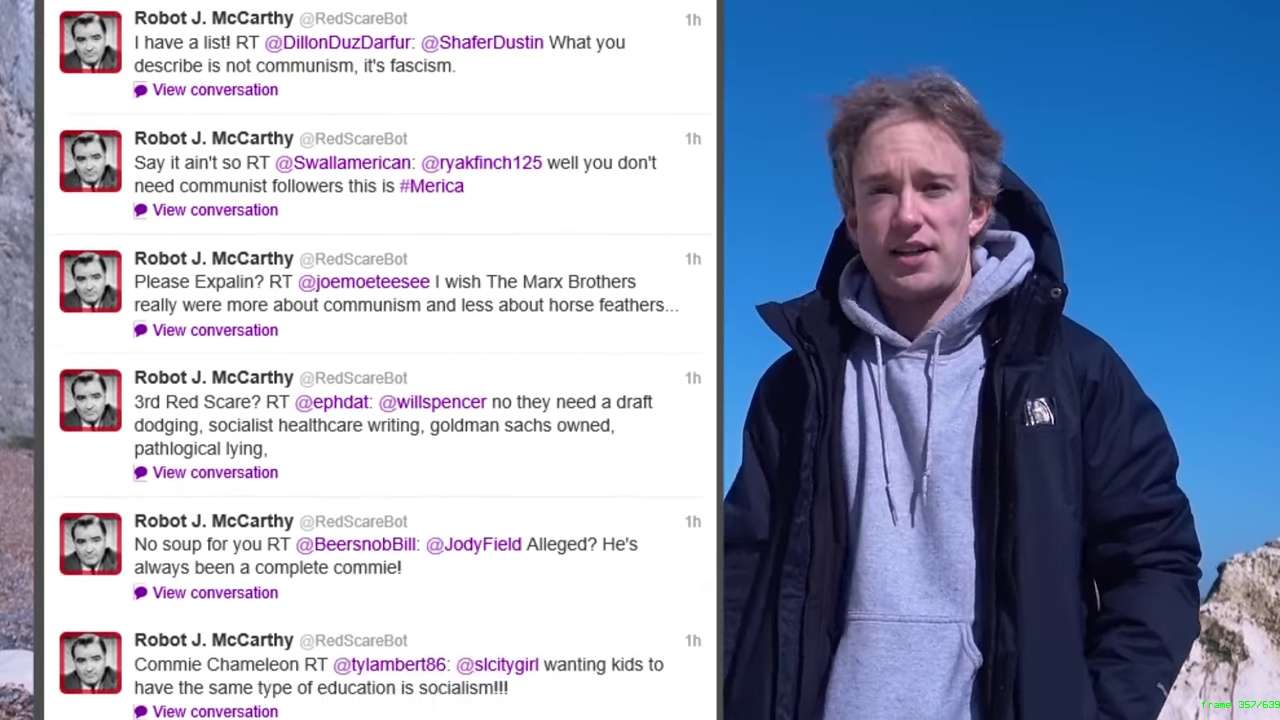 Robot J. McCarthy @RedScareBot 1h
I have a list! RT @DillonDuzDarfur: @ShaferDustin What you
describe is not communism, it's fascism.
View conversation
Robot J. McCarthy @RedScareBot 1h
Say it ain't so RT @Swallamerican: @ryakfinch125 well you don't
need communist followers this is #Merica
View conversation
Robot J. McCarthy @RedScareBot 1h
Please Expalin? RT @joemoeteesee I wish The Marx Brothers
really were more about communism and less about horse feathers...
View conversation
Robot J. McCarthy @RedScareBot 1h
3rd Red Scare? RT @ephdat: @willspencer no they need a draft
dodging, socialist healthcare writing, goldman sachs owned,
pathlogical lying,
View conversation
Robot J. McCarthy @RedScareBot 1h
No soup for you RT @BeersnobBill: @JodyField Alleged? He's
always been a complete commie!
View conversation
Robot J. McCarthy @RedScareBot 1h
Commie Chameleon RT @tylambert86: @slcitygirl wanting kids to
have the same type of education is socialism!!!
View conversation
frame 357/639